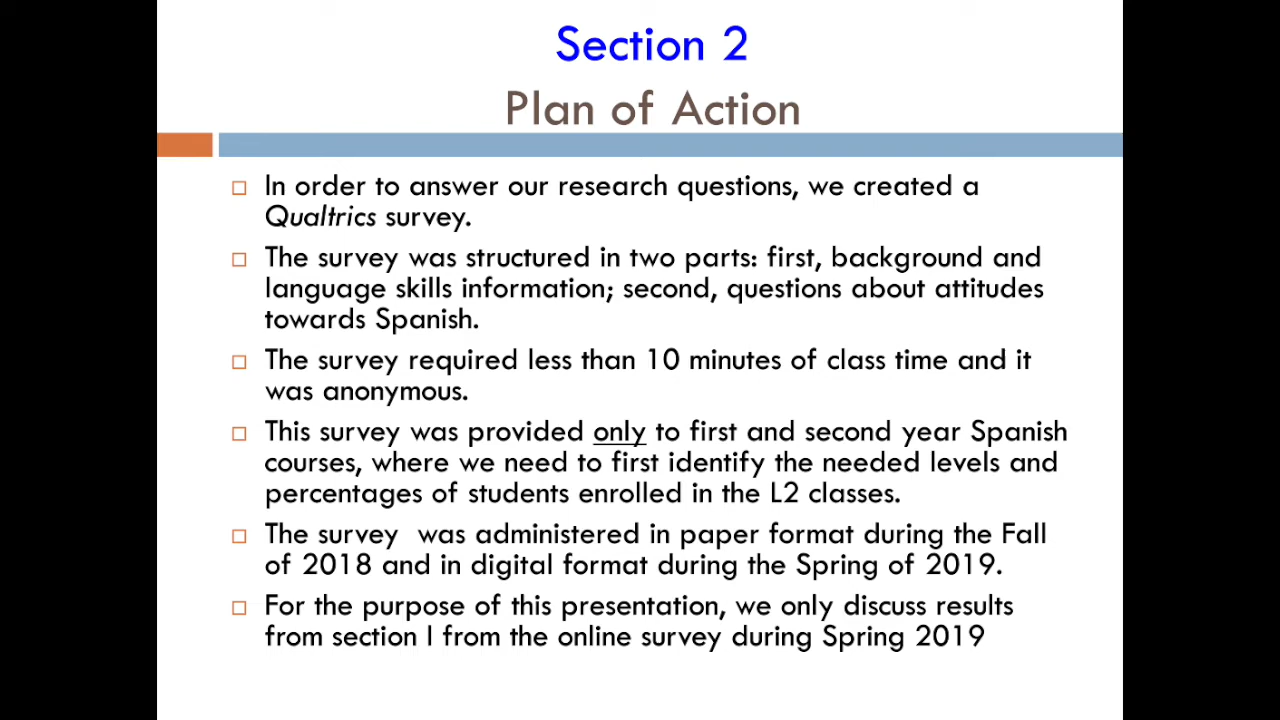 Section 2
Plan of Action
In order to answer our research questions, we created a
Qualtrics survey.
The survey was structured in two parts: first, background and
language skills information; second, questions about attitudes
towards Spanish.
The survey required less than 10 minutes of class time and it
was anonymous.
This survey was provided only to first and second year Spanish
courses, where we need to first identify the needed levels and
percentages of students enrolled in the L2 classes.
The survey  was administered in paper format during the Fall
of 2018 and in digital format during the Spring of 2019.
For the purpose of this presentation, we only discuss results
from section I from the online survey during Spring 2019